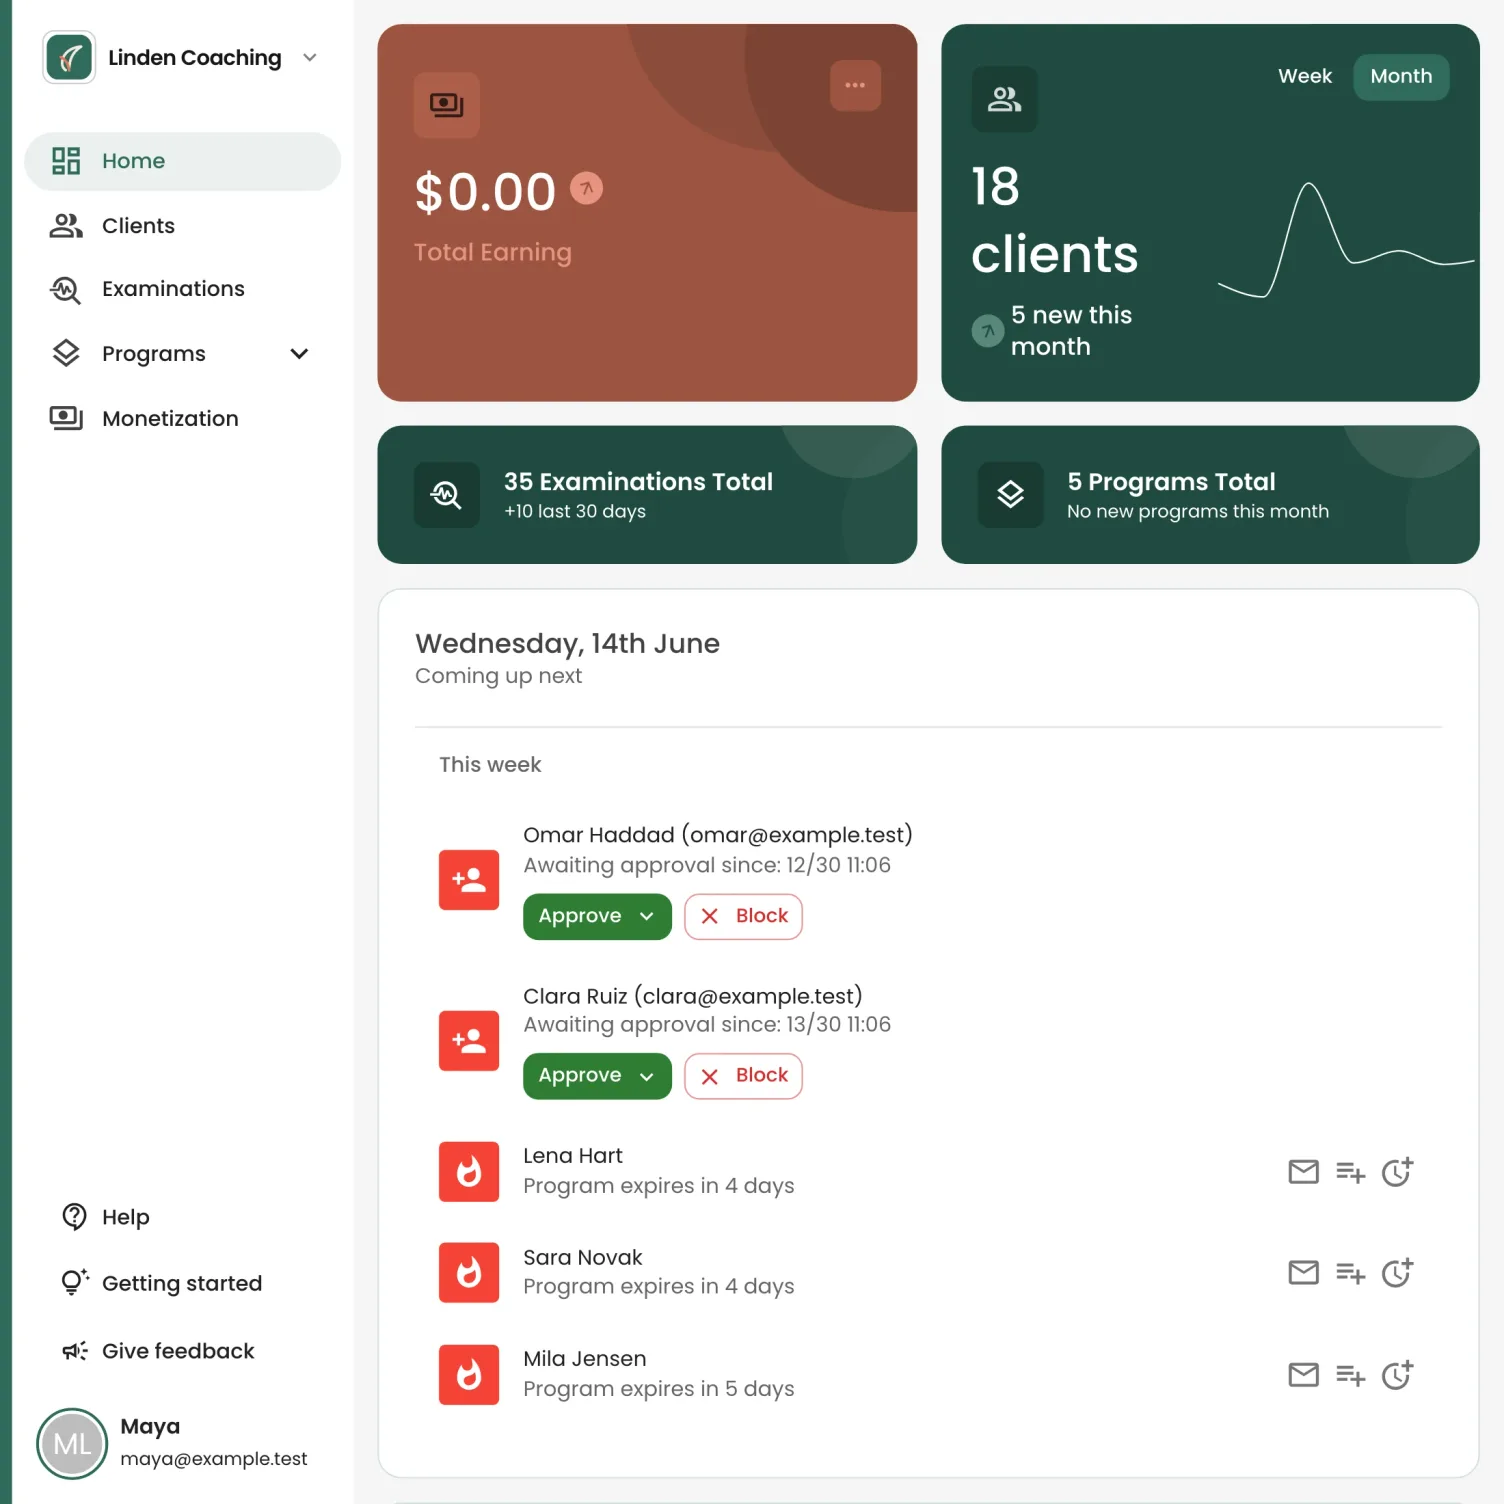 Linden Coaching
Home
Clients
Examinations
Programs
Monetization
Help
Getting started
Give feedback
ML
Maya
maya@example.test
$0.00
Total Earning
Week
Month
18
clients
5 new this
month
35 Examinations Total
+10 last 30 days
5 Programs Total
No new programs this month
Wednesday, 14th June
Coming up next
This week
Omar Haddad (omar@example.test)
Awaiting approval since: 12/30 11:06
Approve
Block
Clara Ruiz (clara@example.test)
Awaiting approval since: 13/30 11:06
Approve
Block
Lena Hart
Program expires in 4 days
Sara Novak
Program expires in 4 days
Mila Jensen
Program expires in 5 days